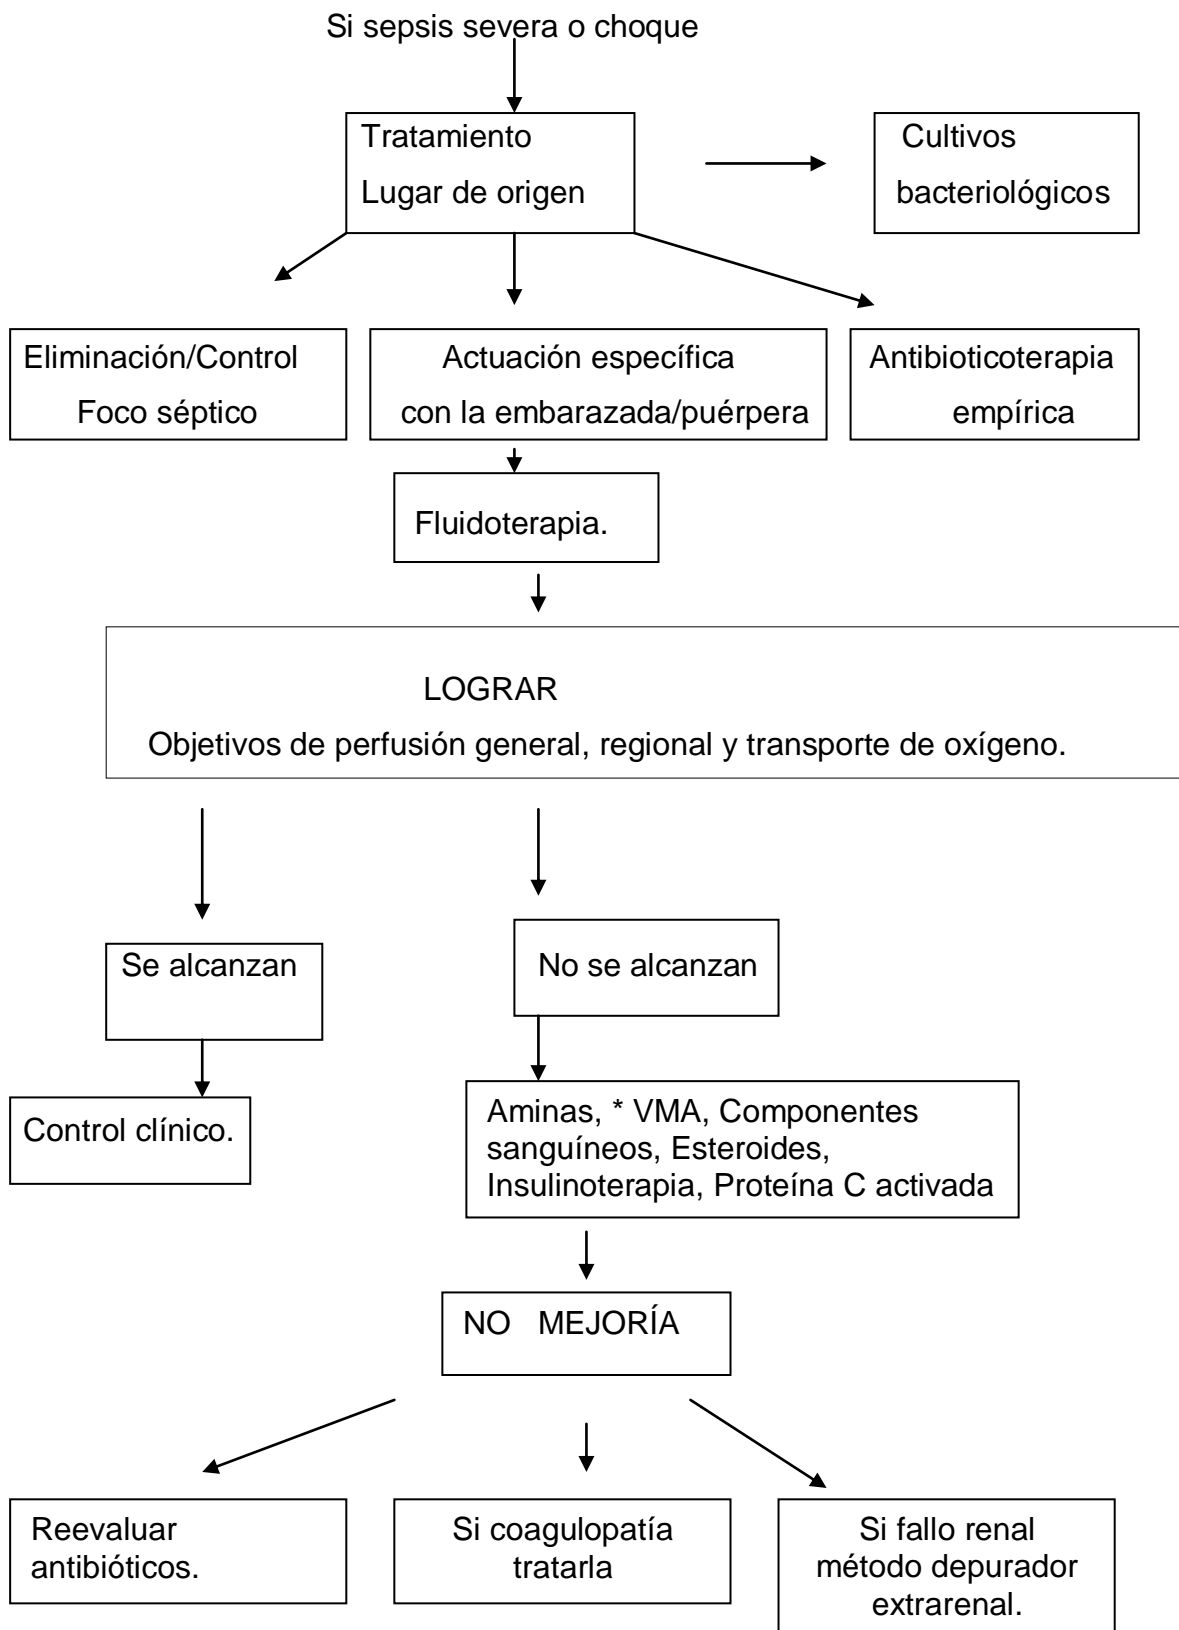 Si sepsis severa o choque
Tratamiento
Lugar de origen
Cultivos
bacteriológicos
Eliminación/Control
Foco séptico
Actuación específica
con la embarazada/puérpera
Antibioticoterapia
empírica
Fluidoterapia.
LOGRAR
Objetivos de perfusión general, regional y transporte de oxígeno.
Se alcanzan
No se alcanzan
Control clínico.
Aminas, * VMA, Componentes
sanguíneos, Esteroides,
Insulinoterapia, Proteína C activada
NO MEJORÍA
Reevaluar
antibióticos.
Si coagulopatía
tratarla
Si fallo renal
método depurador
extrarenal.